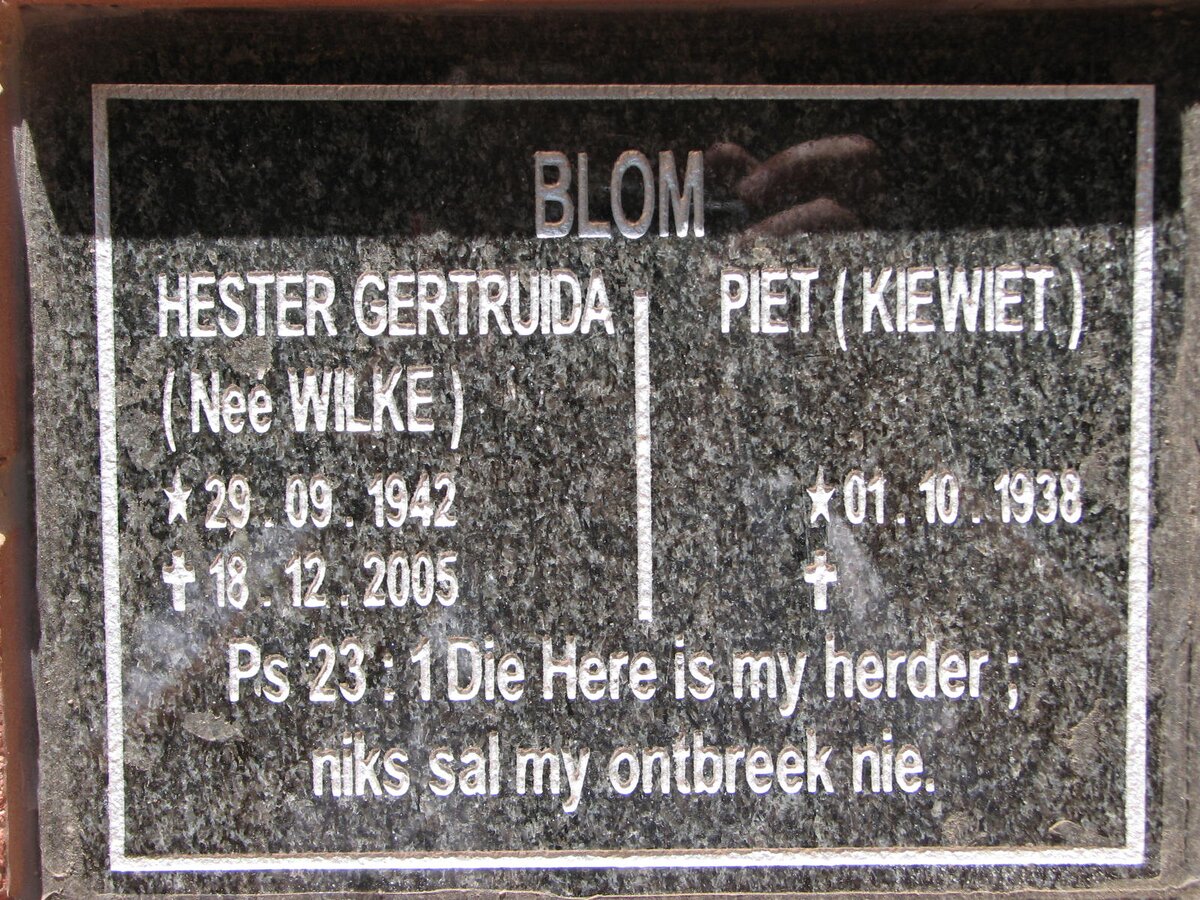 BLOM
HESTER GERTRUIDA
( Neé WILKE )
★ 29 . 09 . 1942
✝ 18 . 12 . 2005
PIET ( KIEWIET )
★ 01 . 10 . 1938
✝
Ps 23 : 1 Die Here is my herder ;
niks sal my ontbreek nie.